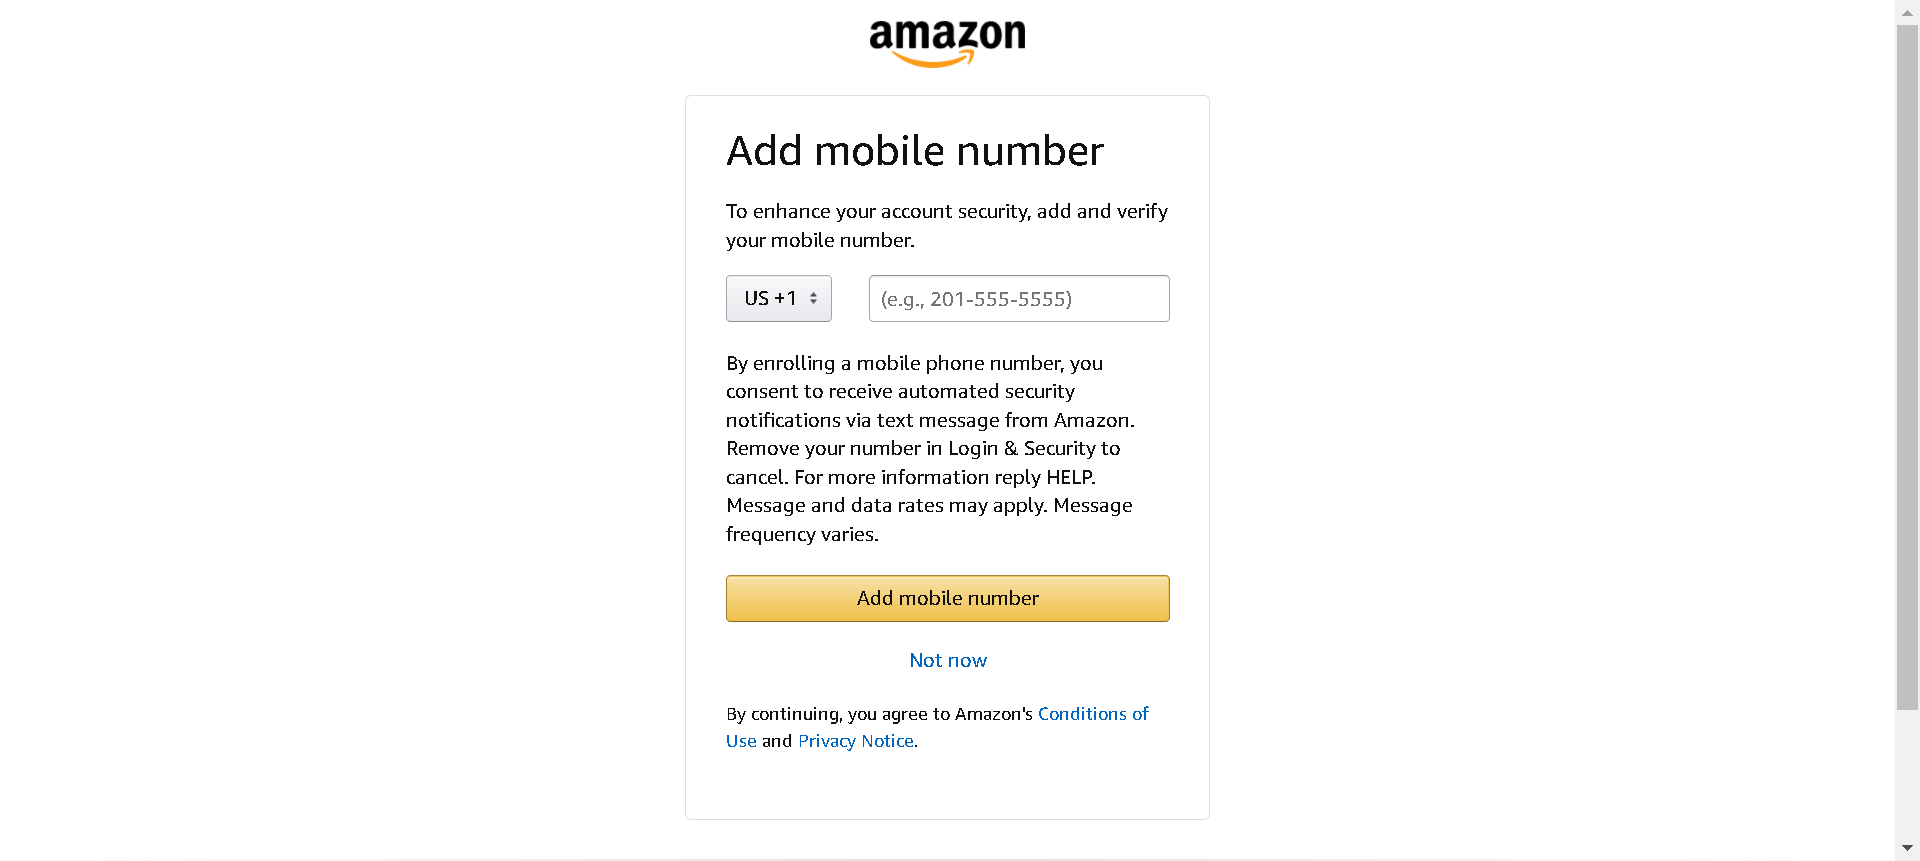 amazon
Add mobile number
To enhance your account security, add and verify
your mobile number.
US +1 (e.g., 201-555-5555)
By enrolling a mobile phone number, you
consent to receive automated security
notifications via text message from Amazon.
Remove your number in Login & Security to
cancel. For more information reply HELP.
Message and data rates may apply. Message
frequency varies.
Add mobile number
Not now
By continuing, you agree to Amazon's Conditions of
Use and Privacy Notice.